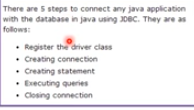 There are 5 steps to connect any java application
with the database in java using JDBC. They are as
follows:
• Register the driver class
• Creating connection
• Creating statement
• Executing queries
• Closing connection